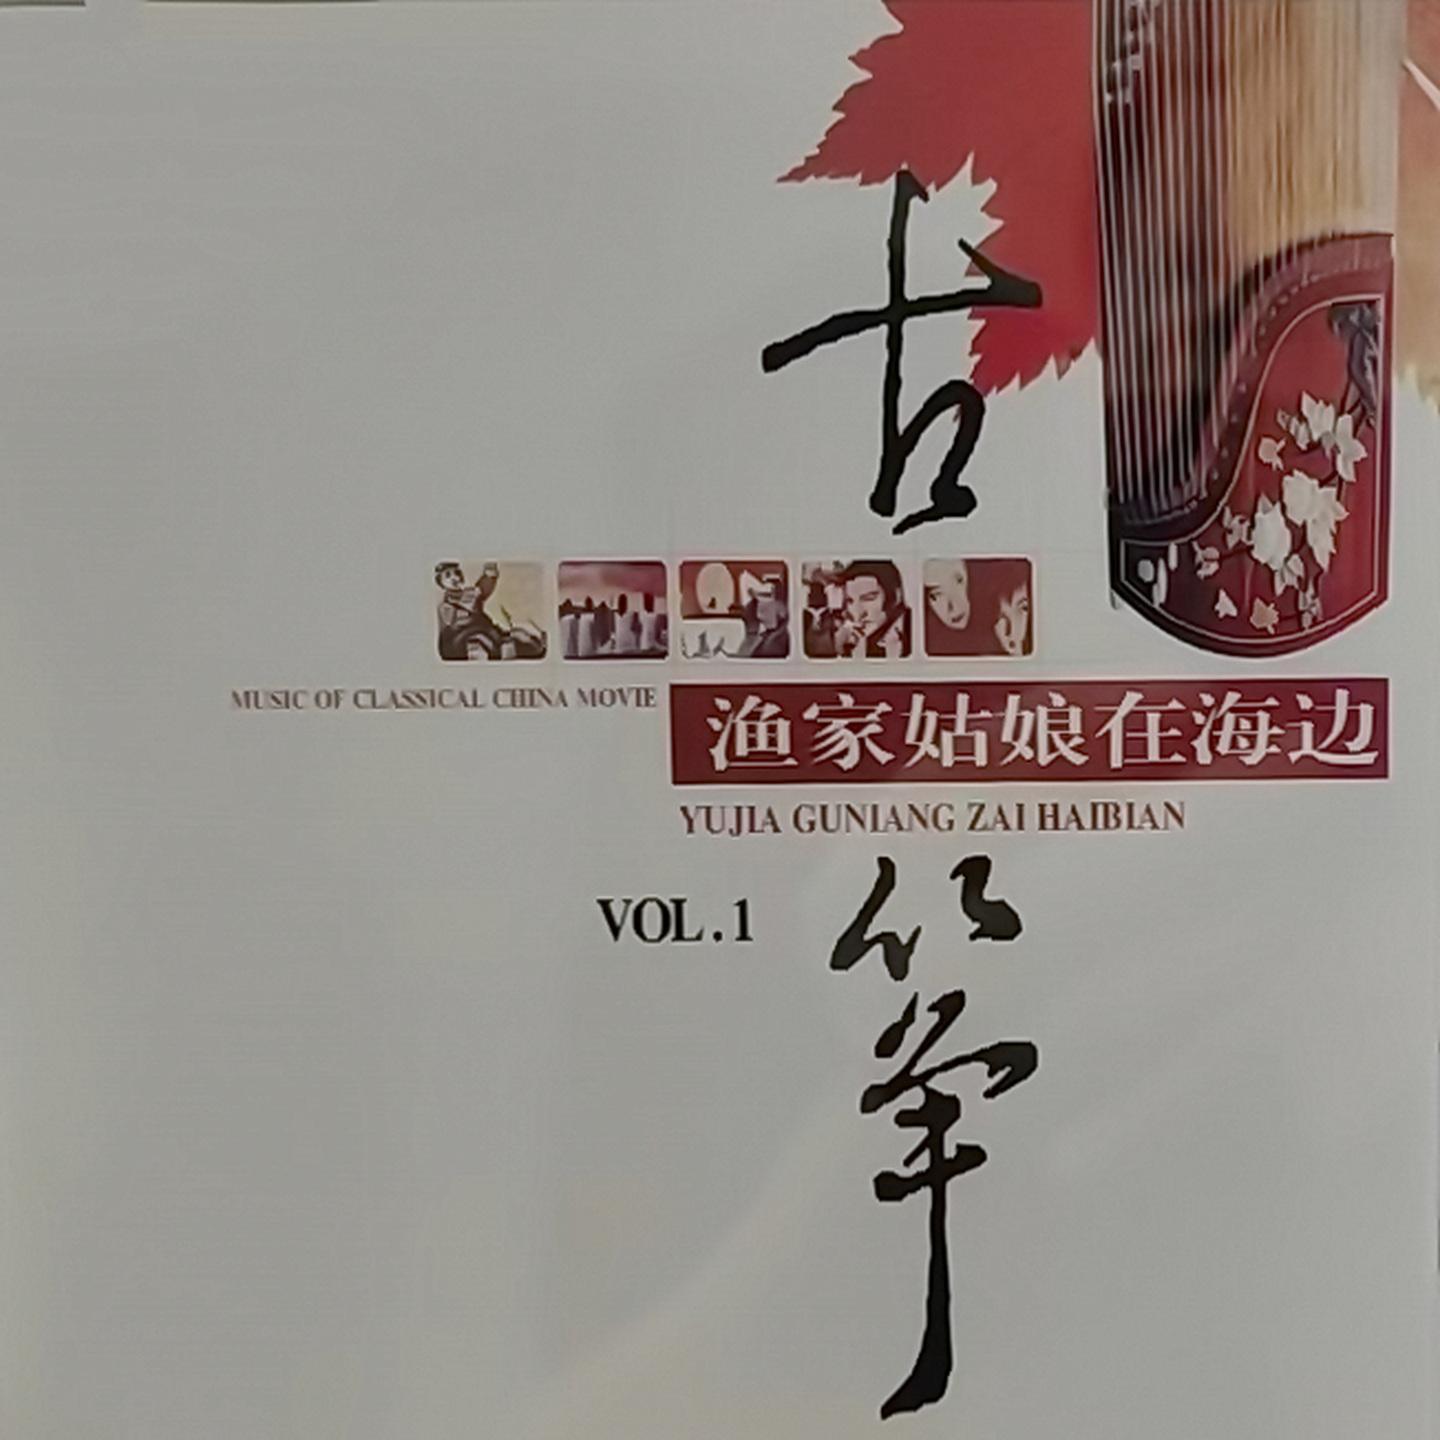 古
MUSIC OF CLASSICAL CHINA MOVIE
渔家姑娘在海边
YUJIA GUNIANG ZAI HAIBIAN
VOL.1
筝